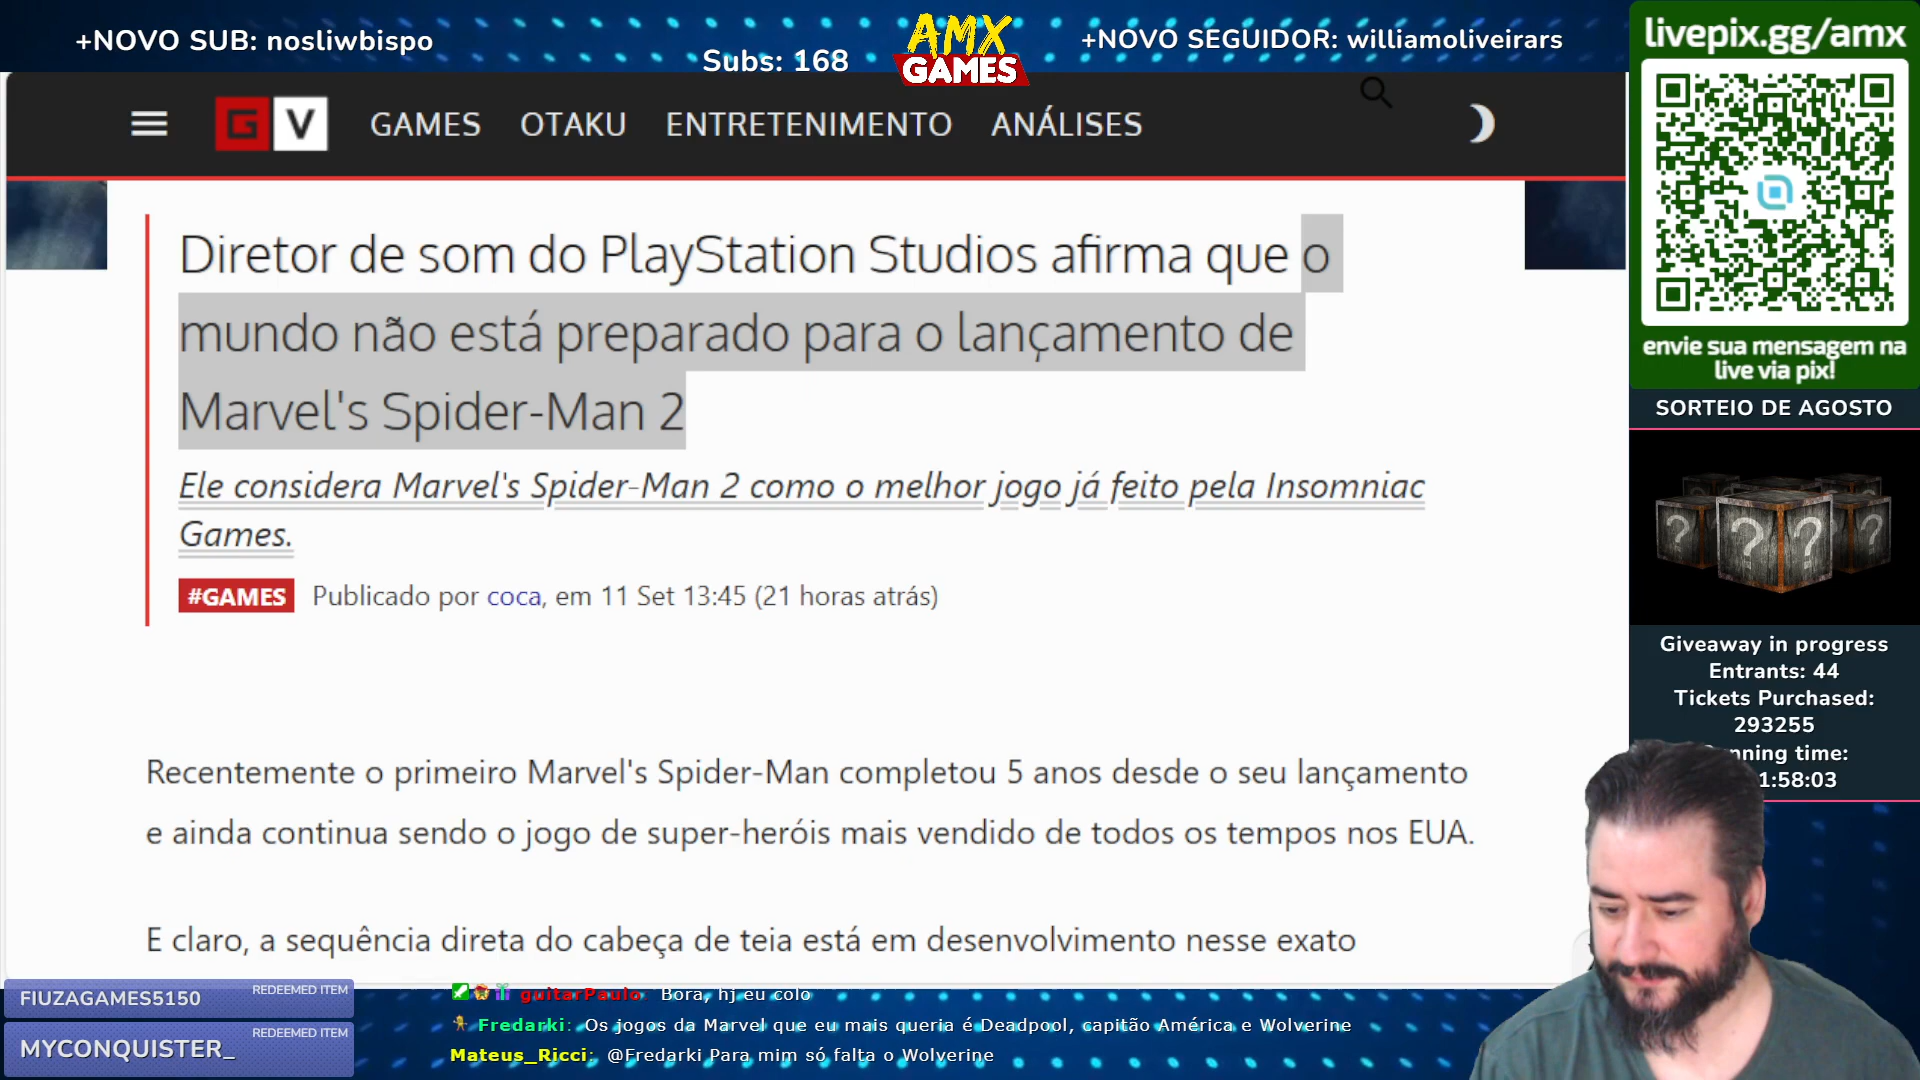 +NOVO SUB: nosliwbispo
Subs: 168
AMX
GAMES
+NOVO SEGUIDOR: williamoliveirars
livepix.gg/amx
G V GAMES OTAKU ENTRETENIMENTO ANÁLISES
Diretor de som do PlayStation Studios afirma que o
mundo não está preparado para o lançamento de
Marvel's Spider-Man 2
Ele considera Marvel's Spider-Man 2 como o melhor jogo já feito pela Insomniac
Games.
#GAMES Publicado por coca, em 11 Set 13:45 (21 horas atrás)
Recentemente o primeiro Marvel's Spider-Man completou 5 anos desde o seu lançamento
e ainda continua sendo o jogo de super-heróis mais vendido de todos os tempos nos EUA.
E claro, a sequência direta do cabeça de teia está em desenvolvimento nesse exato
envie sua mensagem na
live via pix!
SORTEIO DE AGOSTO
? ? ?
Giveaway in progress
Entrants: 44
Tickets Purchased:
293255
time:
1:58:03
FIUZAGAMES5150 REDEEMED ITEM
MYCONQUISTER_ REDEEMED ITEM
guitarPaulo: Bora, hj eu colo
Fredarki: Os jogos da Marvel que eu mais queria é Deadpool, capitão América e Wolverine
Mateus_Ricci: @Fredarki Para mim só falta o Wolverine